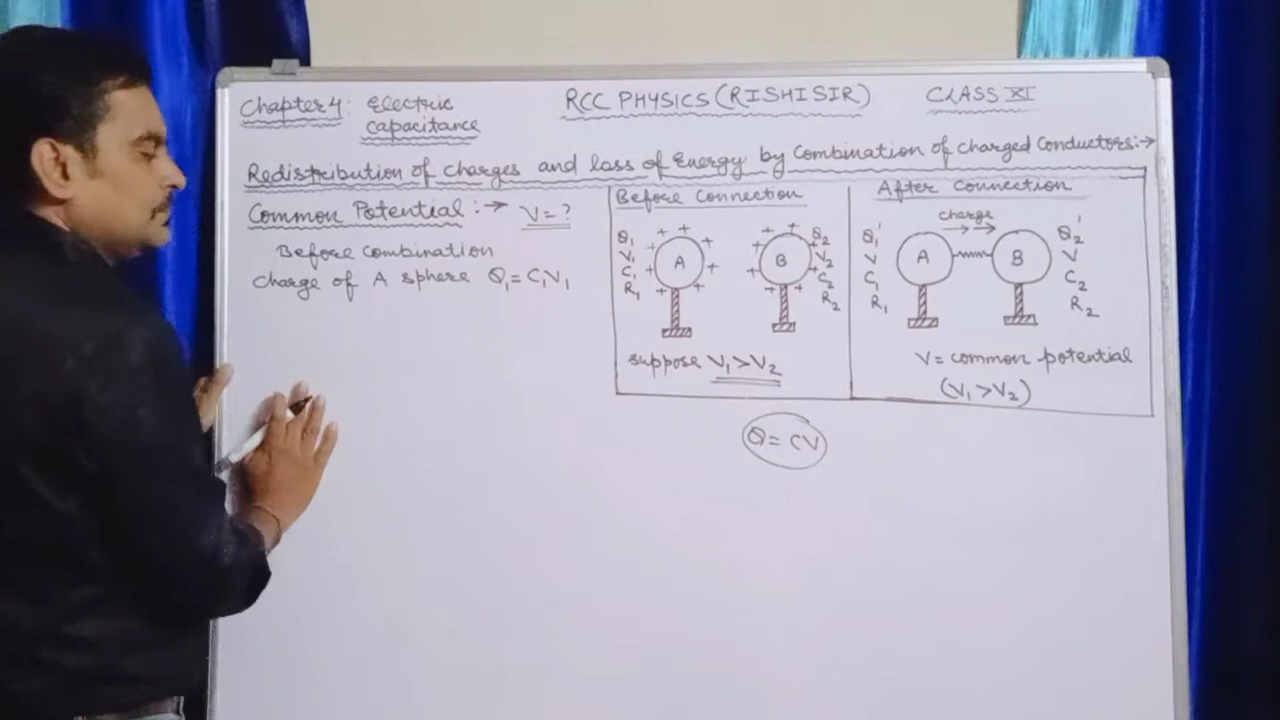 Chapter 4: Electric capacitance
RCC PHYSICS (RISHI SIR)
CLASS XI
Redistribution of charges and loss of Energy by Combination of charged Conductors:→
Common Potential :→ V = ?
Before combination
charge of A sphere Q₁ = C₁V₁
Before Connection
Q₁
V₁
C₁
R₁
A
B
Q₂
V₂
C₂
R₂
suppose V₁ > V₂
After Connection
charge
Q₁'
V
C₁
R₁
A
B
Q₂'
V
C₂
R₂
V = common potential
(V₁ > V₂)
Q = CV